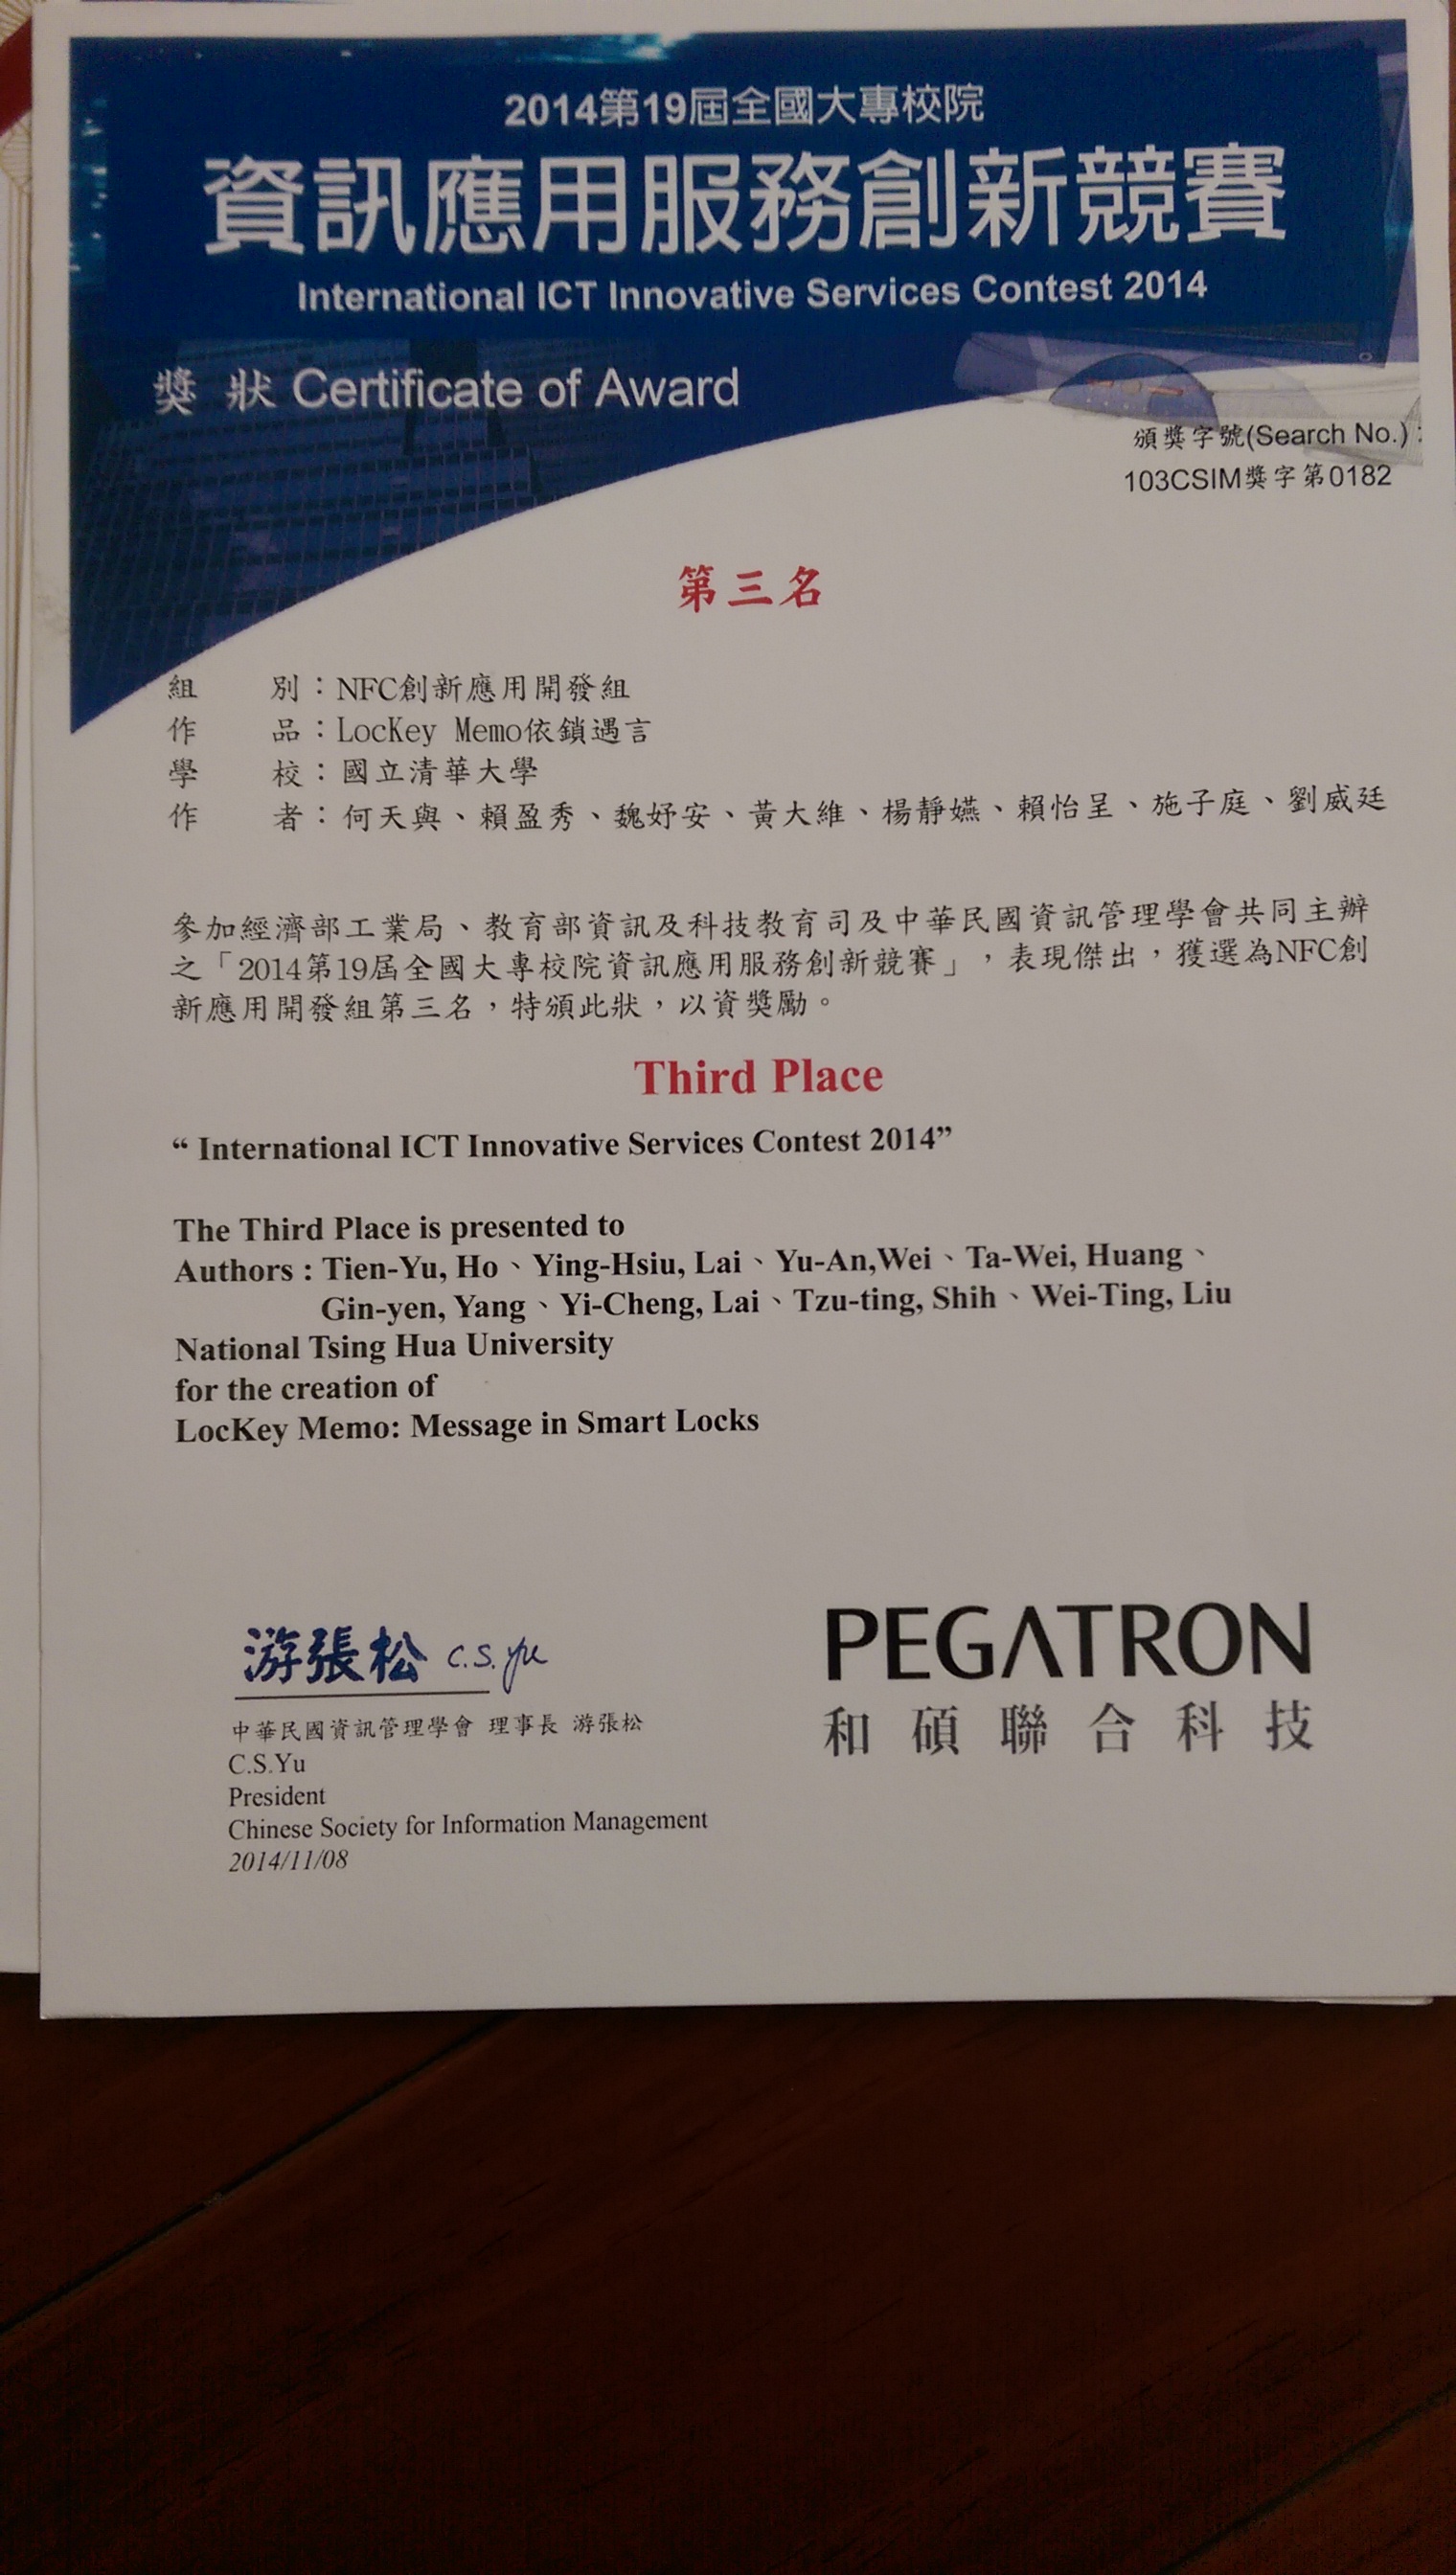 2014第19屆全國大專校院
資訊應用服務創新競賽
International ICT Innovative Services Contest 2014
獎 狀 Certificate of Award
頒獎字號(Search No.)：
103CSIM獎字第0182
第三名
組 別：NFC創新應用開發組
作 品：LocKey Memo依鎖遇言
學 校：國立清華大學
作 者：何天與、賴盈秀、魏妤安、黃大維、楊靜嬿、賴怡呈、施子庭、劉威廷
參加經濟部工業局、教育部資訊及科技教育司及中華民國資訊管理學會共同主辦
之「2014第19屆全國大專校院資訊應用服務創新競賽」，表現傑出，獲選為NFC創
新應用開發組第三名，特頒此狀，以資獎勵。
Third Place
“ International ICT Innovative Services Contest 2014”
The Third Place is presented to
Authors : Tien-Yu, Ho、Ying-Hsiu, Lai、Yu-An,Wei、Ta-Wei, Huang、
Gin-yen, Yang、Yi-Cheng, Lai、Tzu-ting, Shih、Wei-Ting, Liu
National Tsing Hua University
for the creation of
LocKey Memo: Message in Smart Locks
游張松 C.S. Yu
中華民國資訊管理學會 理事長 游張松
C.S.Yu
President
Chinese Society for Information Management
2014/11/08
PEGATRON
和碩聯合科技